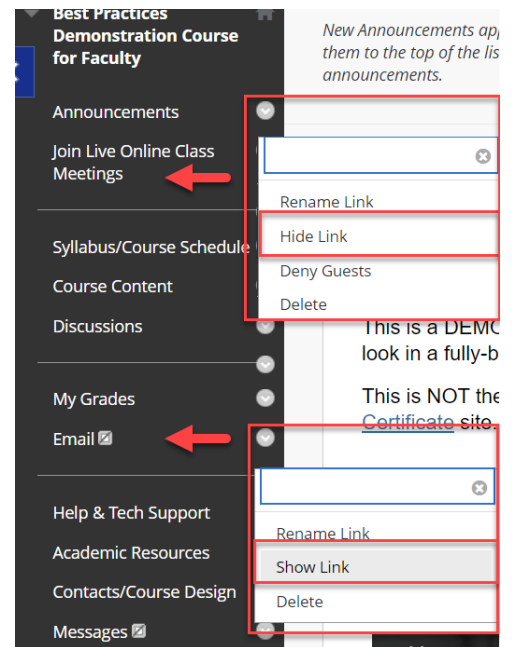 Best Practices
Demonstration Course
for Faculty
Announcements
Join Live Online Class
Meetings
Syllabus/Course Schedule
Course Content
Discussions
My Grades
Email
Help & Tech Support
Academic Resources
Contacts/Course Design
Messages
New Announcements
them to the top of the lis
announcements.
Rename Link
Hide Link
Deny Guests
Delete
This is a DEMO
look in a fully-b
This is NOT the
Certificate site.
Rename Link
Show Link
Delete